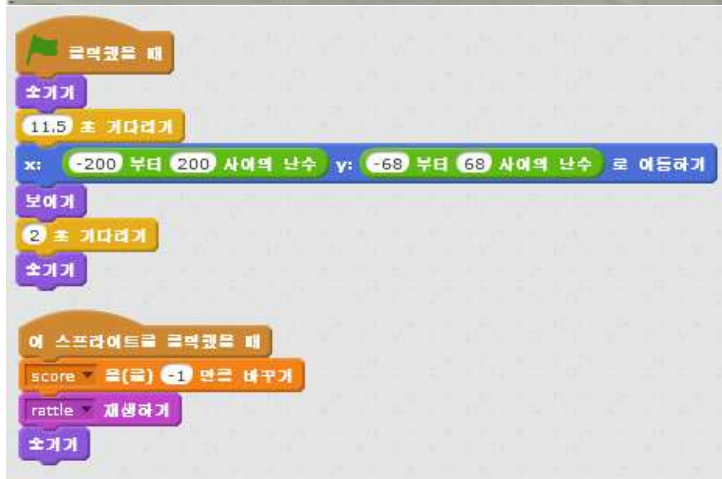 클릭했을 때
숨기기
11.5 초 기다리기
x: -200 부터 200 사이의 난수 y: -68 부터 68 사이의 난수 로 이동하기
보이기
2 초 기다리기
숨기기
이 스프라이트를 클릭했을 때
score 을(를) -1 만큼 바꾸기
rattle 재생하기
숨기기